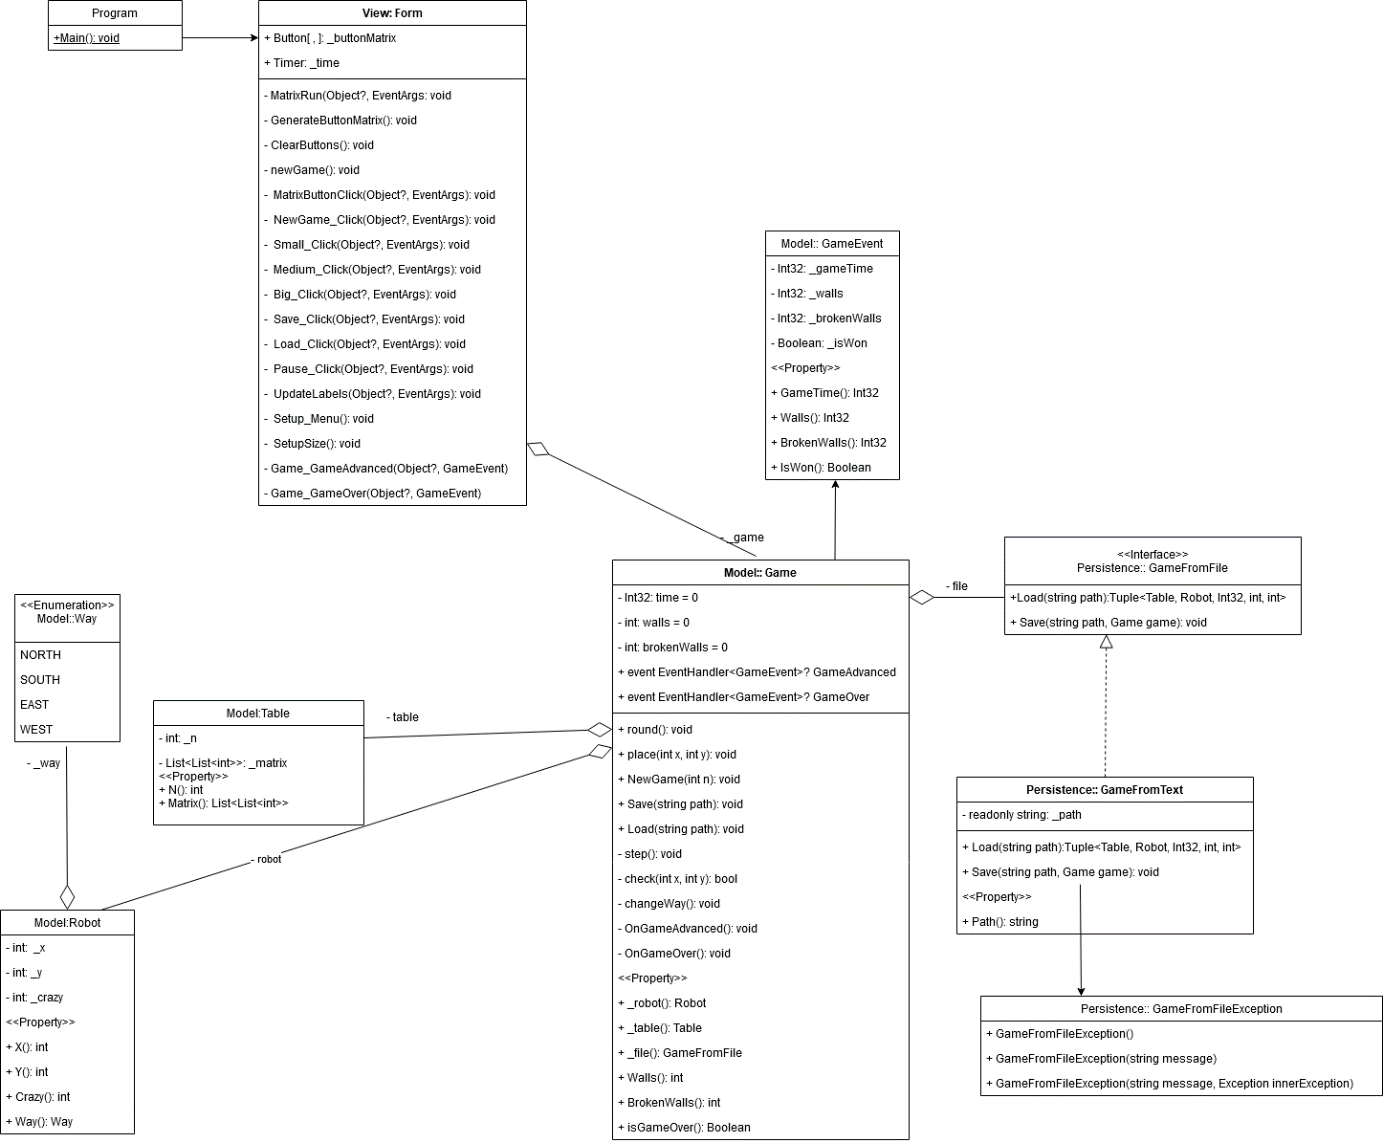 Program
+Main(): void
View: Form
+ Button[ , ]: _buttonMatrix
+ Timer: _time
- MatrixRun(Object?, EventArgs: void
- GenerateButtonMatrix(): void
- ClearButtons(): void
- newGame(): void
-  MatrixButtonClick(Object?, EventArgs): void
-  NewGame_Click(Object?, EventArgs): void
-  Small_Click(Object?, EventArgs): void
-  Medium_Click(Object?, EventArgs): void
-  Big_Click(Object?, EventArgs): void
-  Save_Click(Object?, EventArgs): void
-  Load_Click(Object?, EventArgs): void
-  Pause_Click(Object?, EventArgs): void
-  UpdateLabels(Object?, EventArgs): void
-  Setup_Menu(): void
-  SetupSize(): void
- Game_GameAdvanced(Object?, GameEvent)
- Game_GameOver(Object?, GameEvent)
Model:: GameEvent
- Int32: _gameTime
- Int32: _walls
- Int32: _brokenWalls
- Boolean: _isWon
<<Property>>
+ GameTime(): Int32
+ Walls(): Int32
+ BrokenWalls(): Int32
+ IsWon(): Boolean
- _game
Model:: Game
- Int32: time = 0
- int: walls = 0
- int: brokenWalls = 0
+ event EventHandler<GameEvent>? GameAdvanced
+ event EventHandler<GameEvent>? GameOver
+ round(): void
+ place(int x, int y): void
+ NewGame(int n): void
+ Save(string path): void
+ Load(string path): void
- step(): void
- check(int x, int y): bool
- changeWay(): void
- OnGameAdvanced(): void
- OnGameOver(): void
<<Property>>
+ _robot(): Robot
+ _table(): Table
+ _file(): GameFromFile
+ Walls(): int
+ BrokenWalls(): int
+ isGameOver(): Boolean
- file
<<Interface>>
Persistence:: GameFromFile
+Load(string path):Tuple<Table, Robot, Int32, int, int>
+ Save(string path, Game game): void
Persistence:: GameFromText
- readonly string: _path
+ Load(string path):Tuple<Table, Robot, Int32, int, int>
+ Save(string path, Game game): void
<<Property>>
+ Path(): string
Persistence:: GameFromFileException
+ GameFromFileException()
+ GameFromFileException(string message)
+ GameFromFileException(string message, Exception innerException)
<<Enumeration>>
Model::Way
NORTH
SOUTH
EAST
WEST
- _way
Model:Table
- int: _n
- List<List<int>>: _matrix
<<Property>>
+ N(): int
+ Matrix(): List<List<int>>
- table
- robot
Model:Robot
- int:  _x
- int: _y
- int: _crazy
<<Property>>
+ X(): int
+ Y(): int
+ Crazy(): int
+ Way(): Way